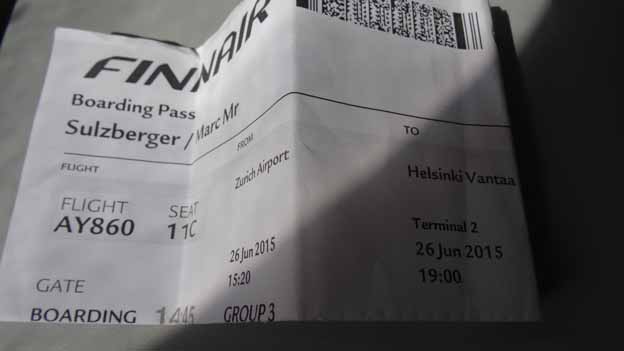 FINNAIR
Boarding Pass
Sulzberger / Marc Mr
FROM
TO
FLIGHT
Zurich Airport
Helsinki Vantaa
FLIGHT SEAT
AY860 11C
Terminal 2
26 Jun 2015
26 Jun 2015
15:20
19:00
GATE
BOARDING 1445 GROUP 3